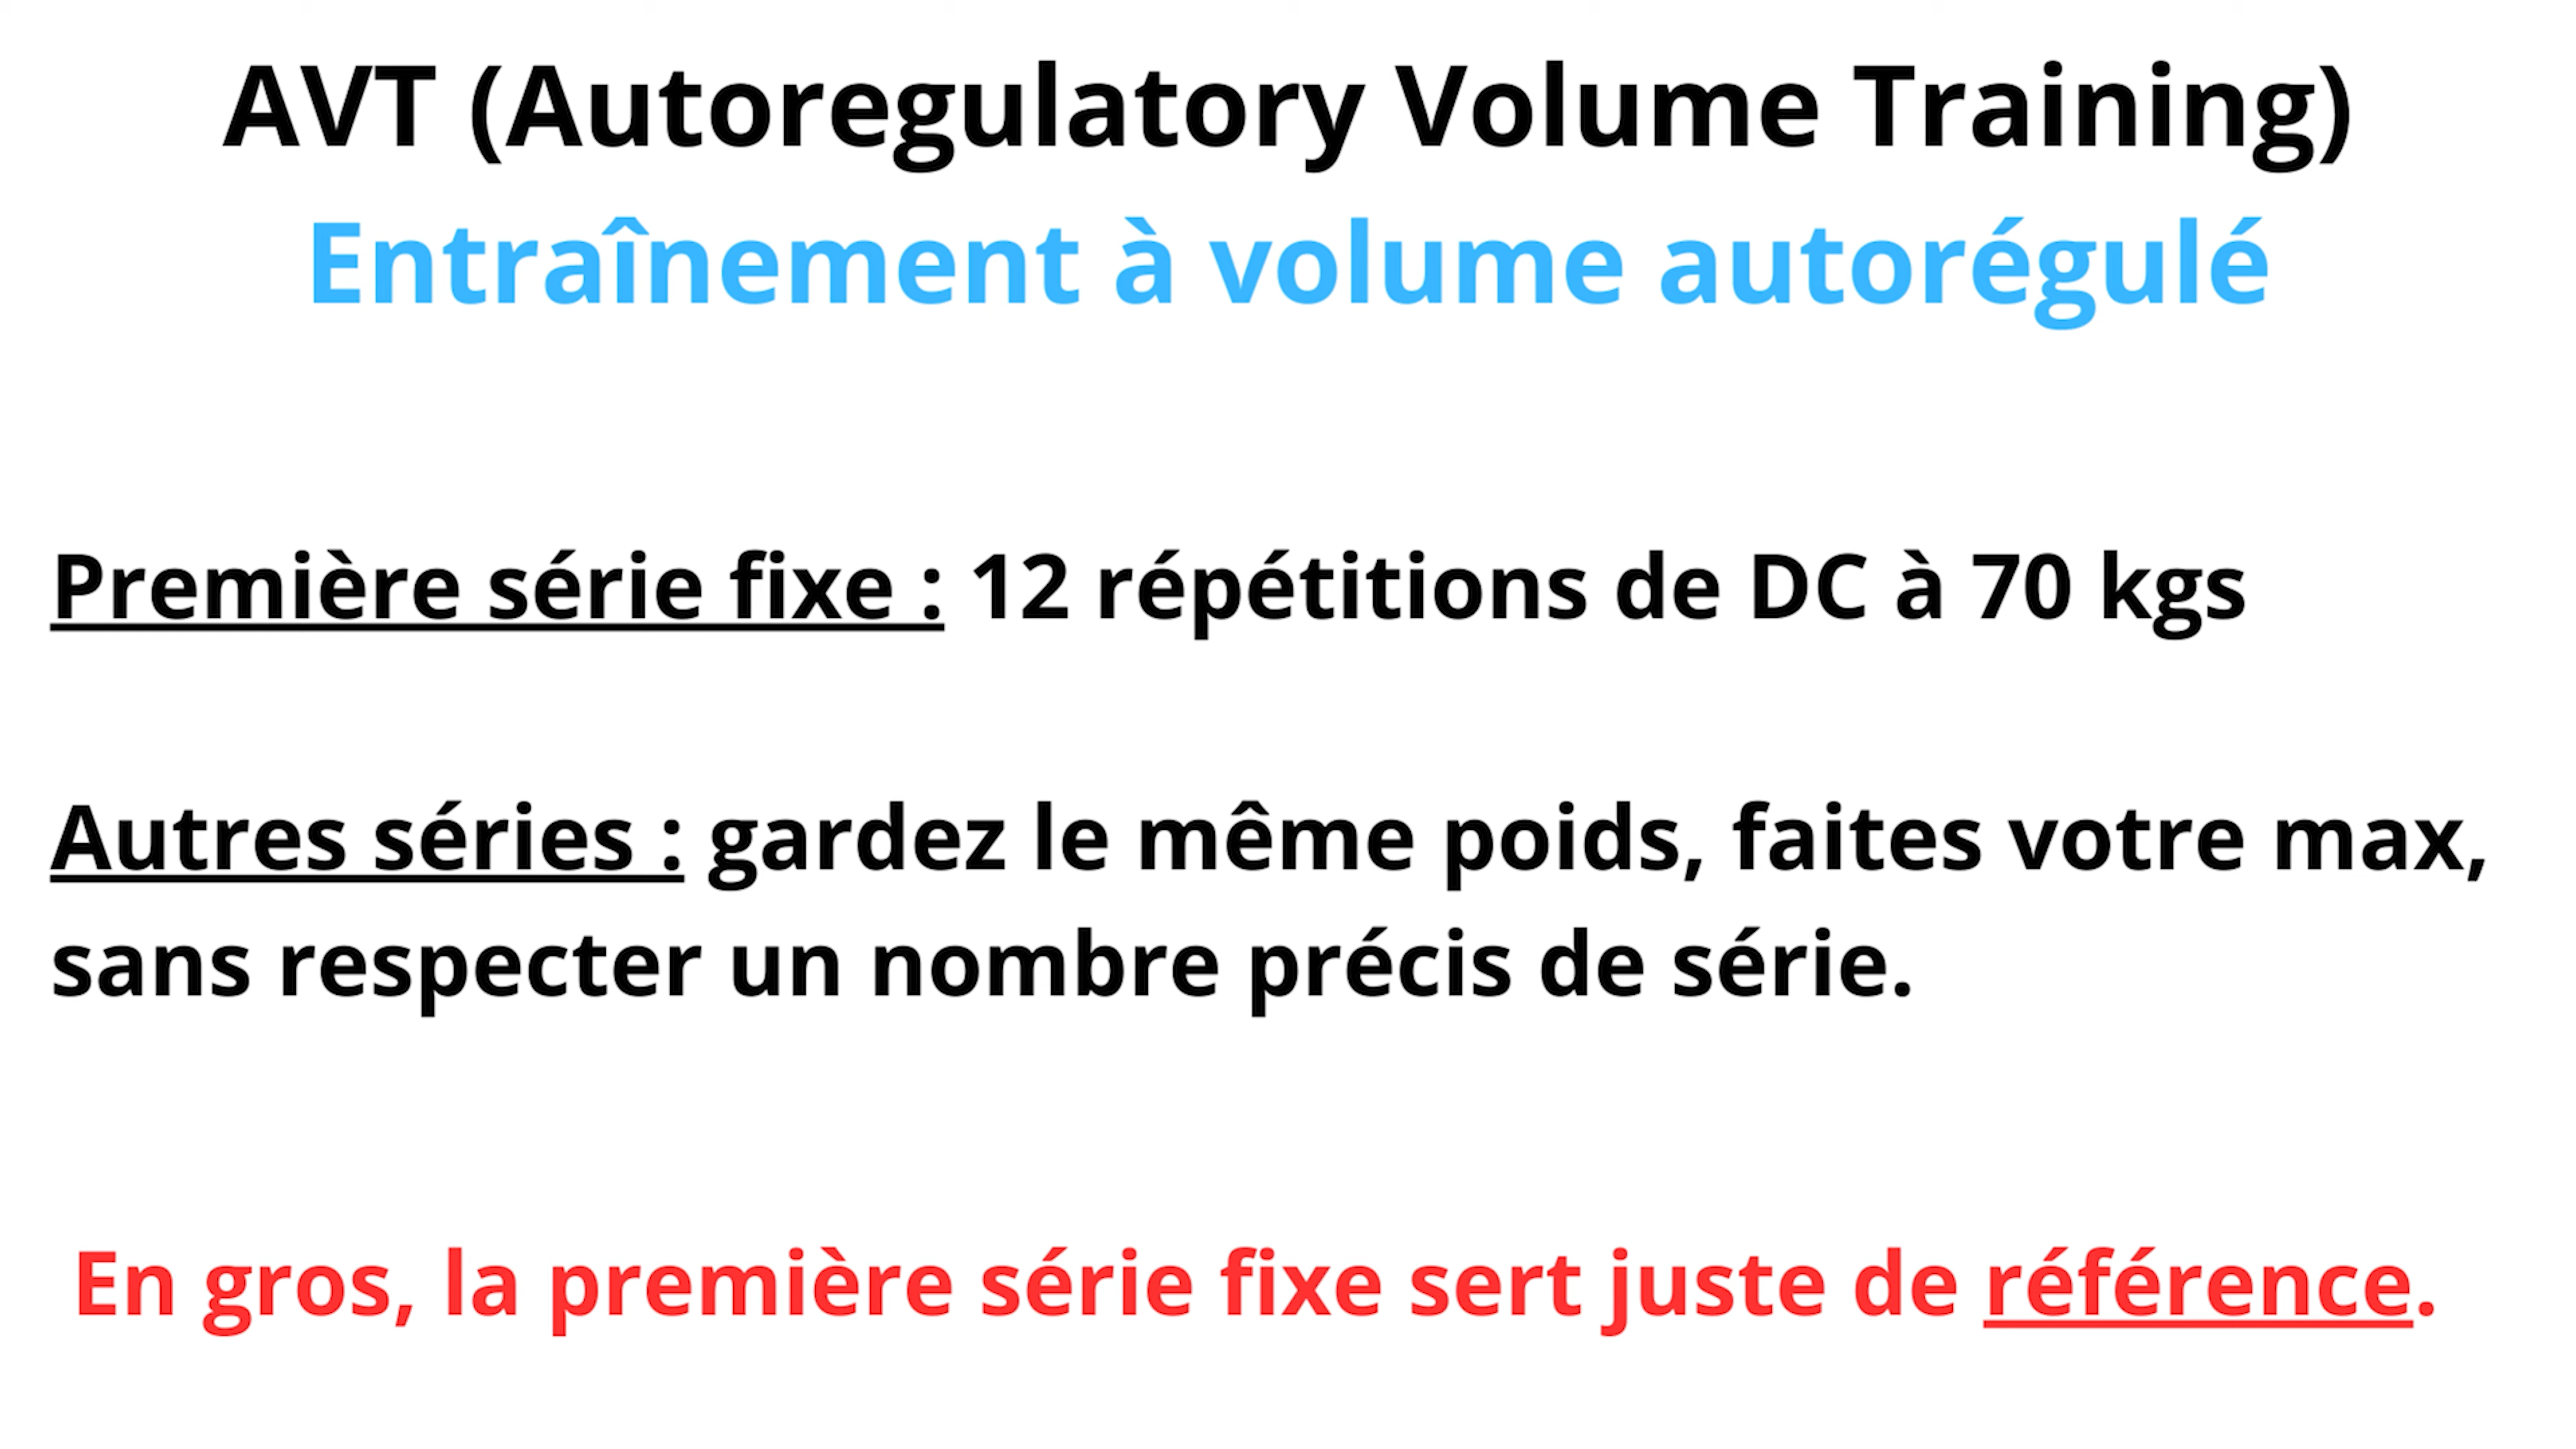 AVT (Autoregulatory Volume Training)
Entraînement à volume autorégulé
Première série fixe : 12 répétitions de DC à 70 kgs
Autres séries : gardez le même poids, faites votre max,
sans respecter un nombre précis de série.
En gros, la première série fixe sert juste de référence.